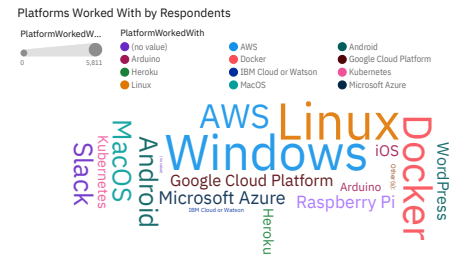 Platforms Worked With by Respondents
PlatformWorkedW...
0 5,811
PlatformWorkedWith
(no value) AWS Android
Arduino Docker Google Cloud Platform
Heroku IBM Cloud or Watson Kubernetes
Linux MacOS Microsoft Azure
Slack
Kubernetes
MacOS
Android
AWS
Linux
Windows
Google Cloud Platform
Microsoft Azure
IBM Cloud or Watson
Heroku
iOS
Arduino
Raspberry Pi
Docker
WordPress